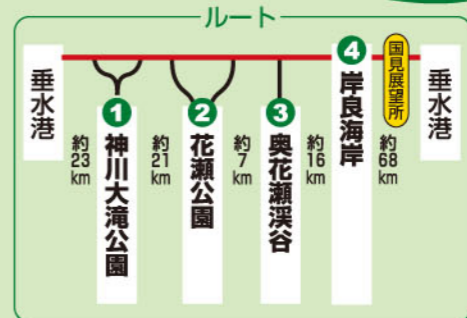 ルート
垂水港
約23km
1 神川大滝公園
約21km
2 花瀬公園
約7km
3 奥花瀬渓谷
約16km
4 岸良海岸
国見展望所
約68km
垂水港